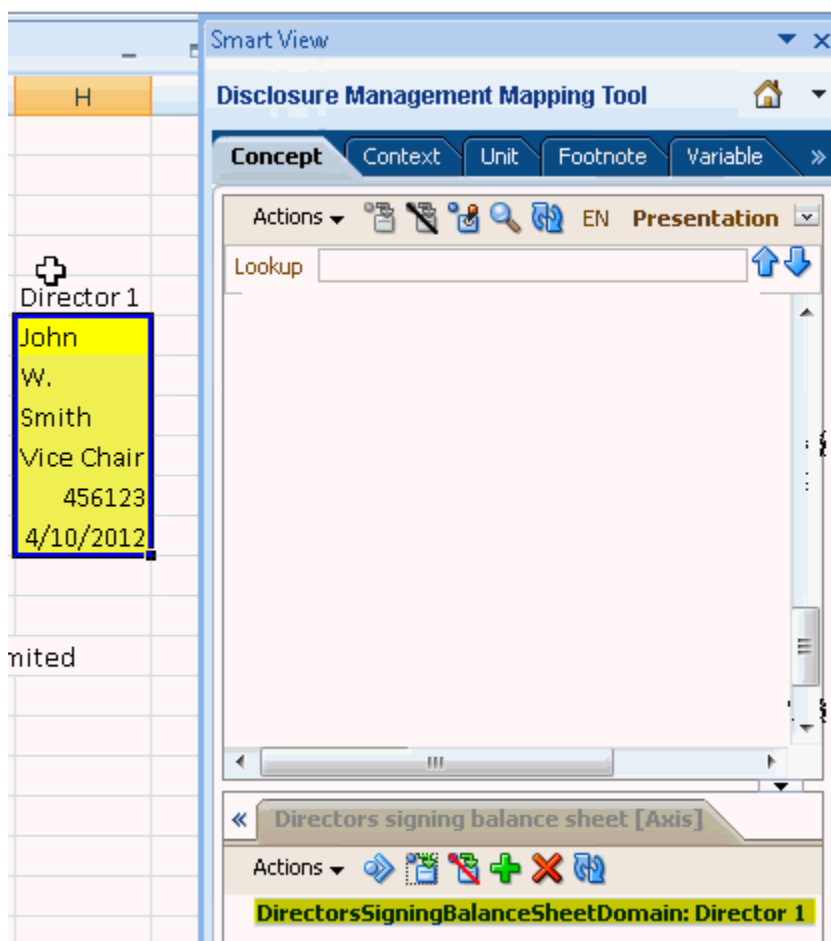 Smart View
H
Disclosure Management Mapping Tool
Concept Context Unit Footnote Variable »
Actions EN Presentation
Lookup
Director 1
John
W.
Smith
Vice Chair
456123
4/10/2012
mited
« Directors signing balance sheet [Axis]
Actions
DirectorsSigningBalanceSheetDomain: Director 1